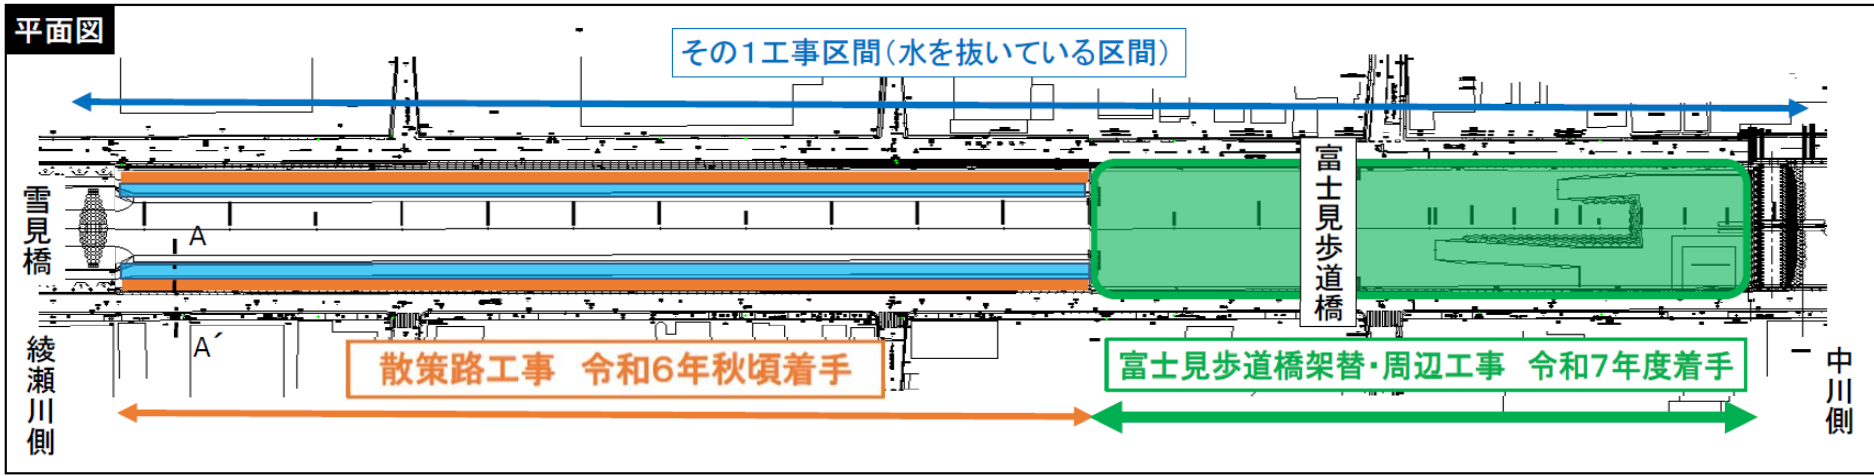 平面図
その１工事区間（水を抜いている区間）
雪見橋
富士見歩道橋
A
A´
綾瀬川側
散策路工事　令和６年秋頃着手
富士見歩道橋架替・周辺工事　令和７年度着手
中川側